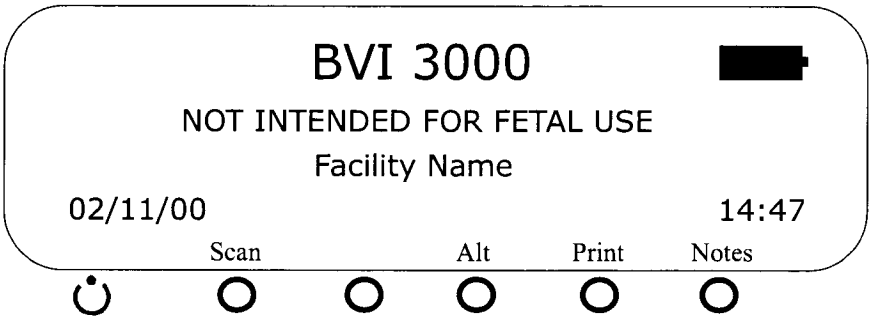 BVI 3000
NOT INTENDED FOR FETAL USE
Facility Name
02/11/00 14:47
Scan Alt Print Notes